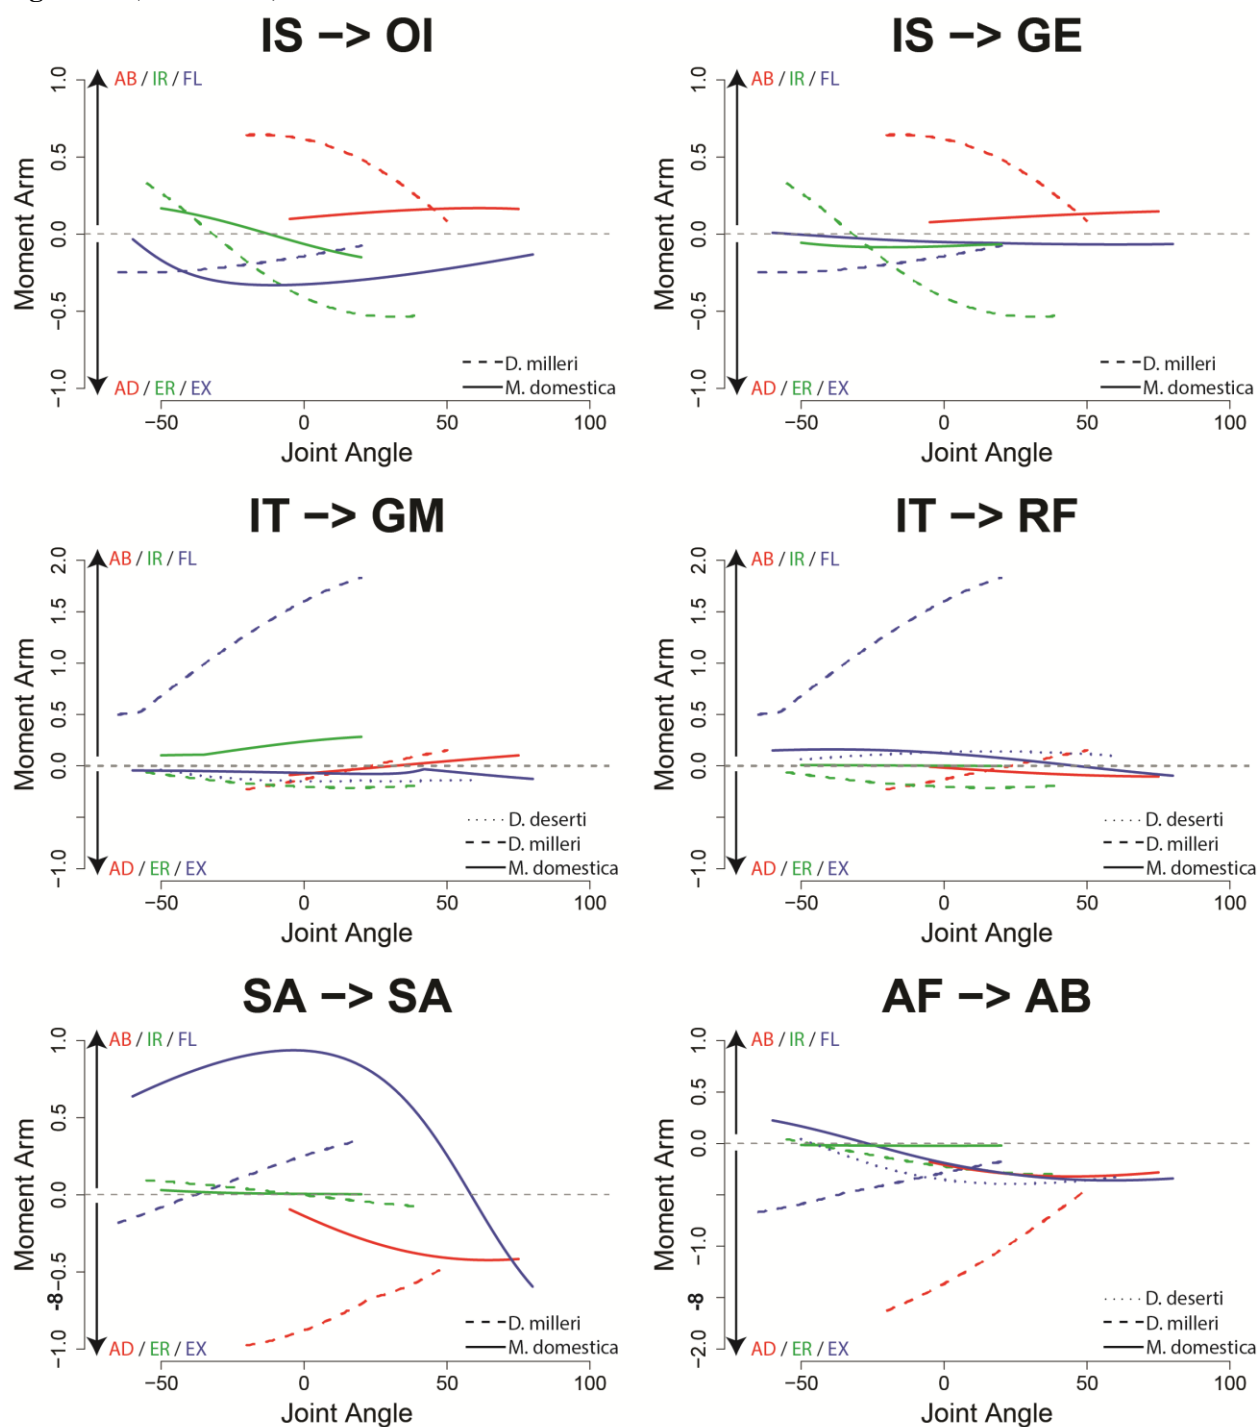 IS –> OI
IS –> GE
AB / IR / FL
AB / IR / FL
Moment Arm
Moment Arm
1.0
0.5
0.0
−0.5
−1.0
1.0
0.5
0.0
−0.5
−1.0
D. milleri
M. domestica
D. milleri
M. domestica
AD / ER / EX
AD / ER / EX
−50 0 50 100
−50 0 50 100
Joint Angle
Joint Angle
IT –> GM
IT –> RF
AB / IR / FL
AB / IR / FL
Moment Arm
Moment Arm
2.0
1.5
1.0
0.5
0.0
−1.0
2.0
1.5
1.0
0.5
0.0
−1.0
D. deserti
D. milleri
M. domestica
D. deserti
D. milleri
M. domestica
AD / ER / EX
AD / ER / EX
−50 0 50 100
−50 0 50 100
Joint Angle
Joint Angle
SA –> SA
AF –> AB
AB / IR / FL
AB / IR / FL
Moment Arm
Moment Arm
1.0
0.5
0.0
−0.5
-8
−1.0
1.0
0.5
0.0
−1.0
-8
−2.0
D. milleri
M. domestica
D. deserti
D. milleri
M. domestica
AD / ER / EX
AD / ER / EX
−50 0 50 100
−50 0 50 100
Joint Angle
Joint Angle